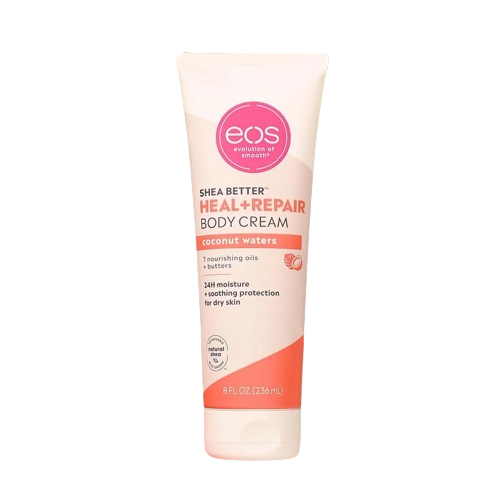 eos
evolution of
smooth®
SHEA BETTER™
HEAL+REPAIR
BODY CREAM
coconut waters
7 nourishing oils
+ butters
24H moisture
+ soothing protection
for dry skin
natural
shea
8 FL. OZ. (236 mL)